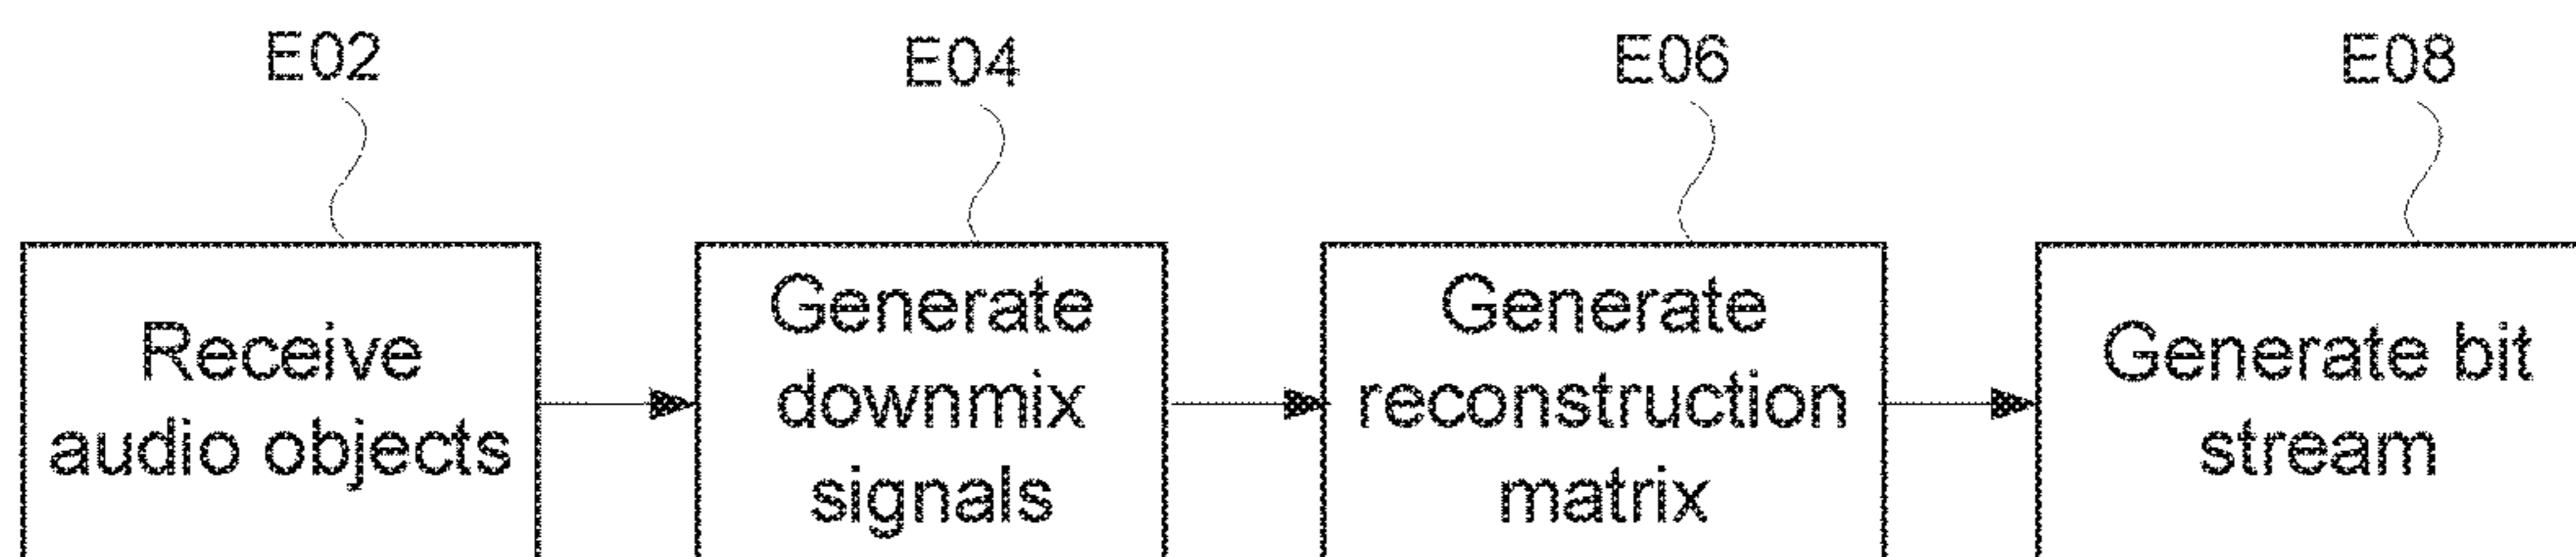 E02
E04
E06
E08
Receive
audio objects
Generate
downmix
signals
Generate
reconstruction
matrix
Generate bit
stream